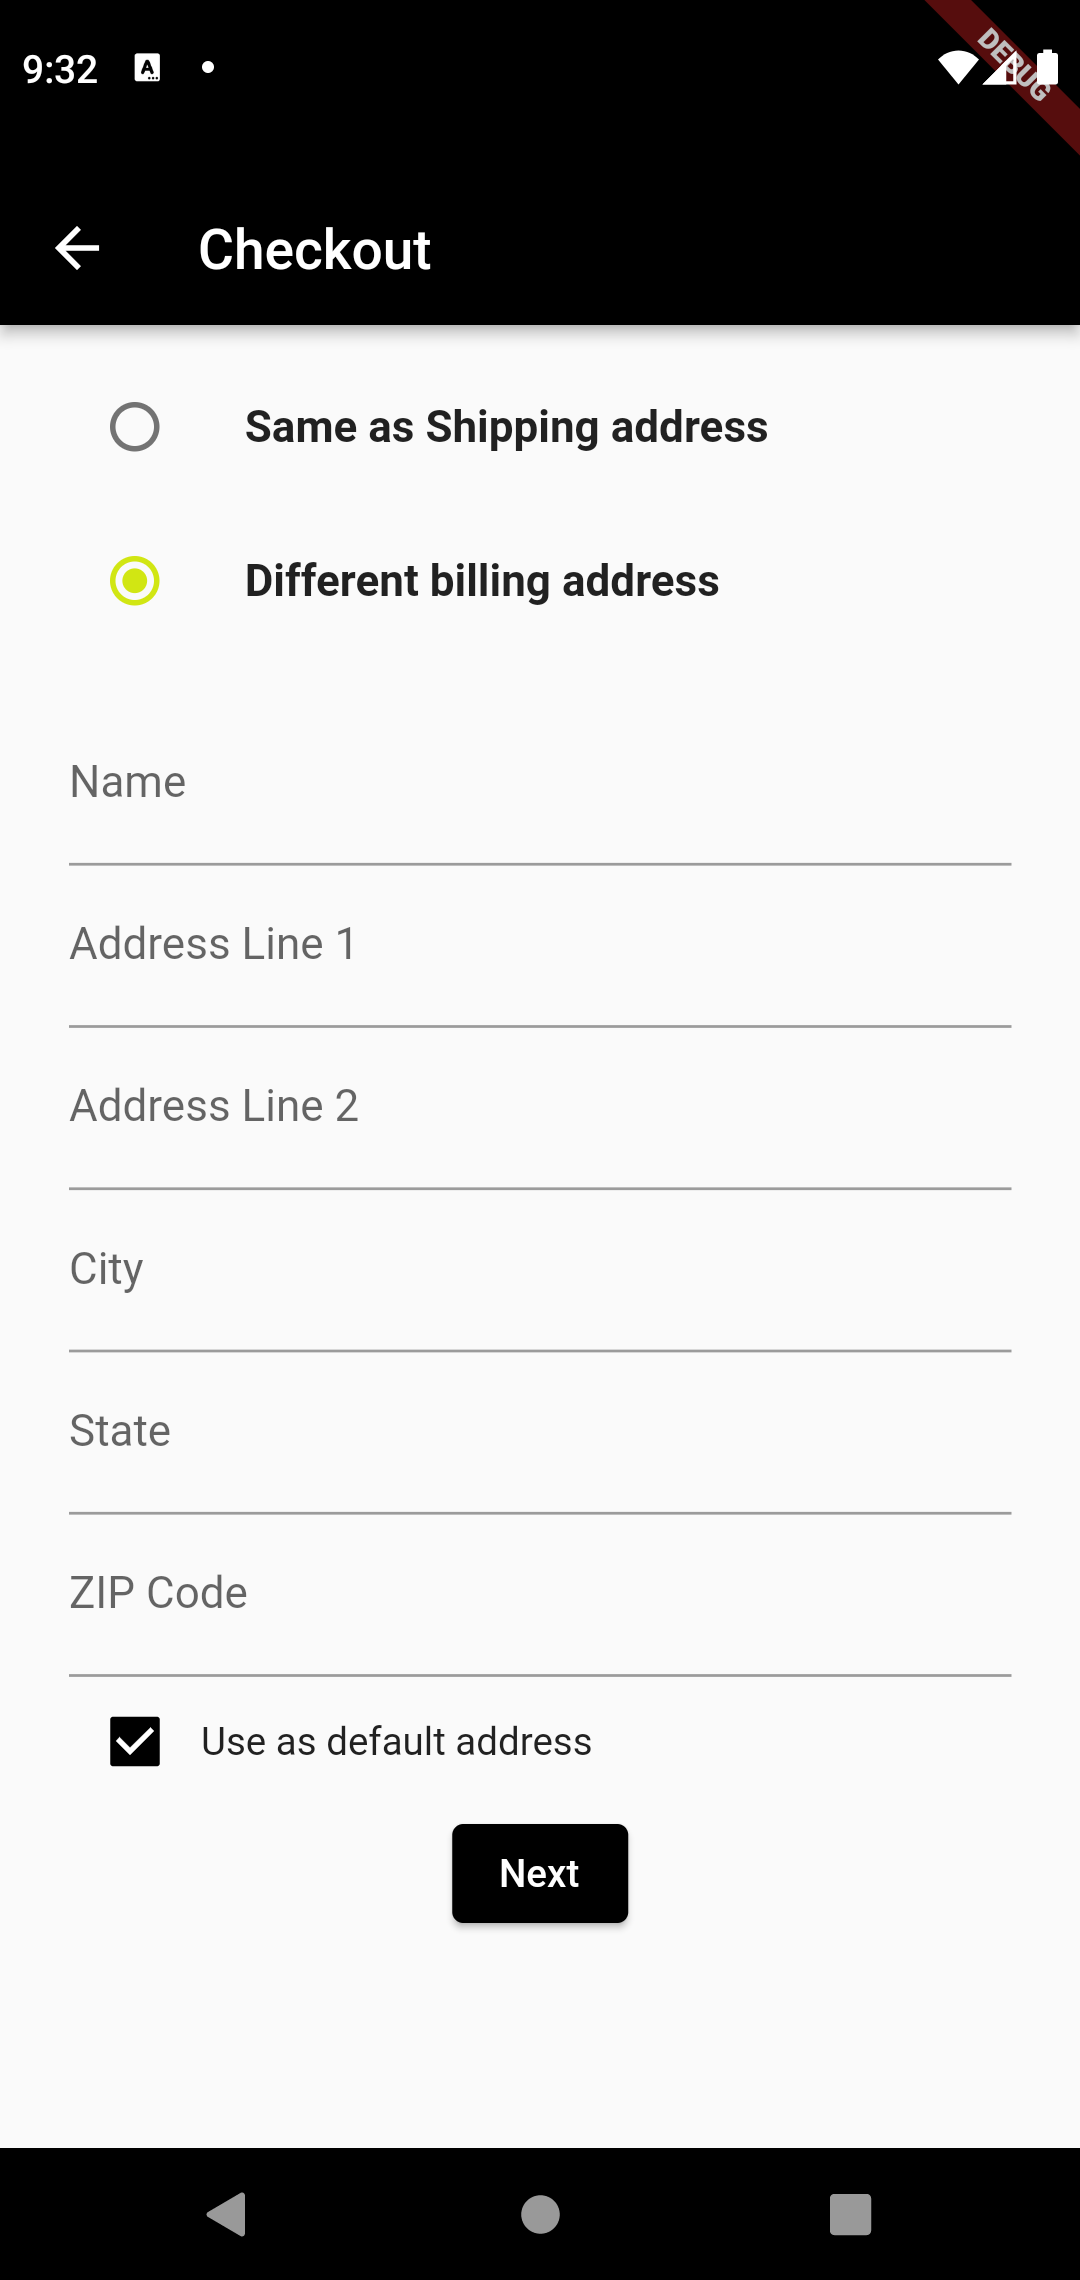 9:32
DEBUG
Checkout
Same as Shipping address
Different billing address
Name
Address Line 1
Address Line 2
City
State
ZIP Code
Use as default address
Next